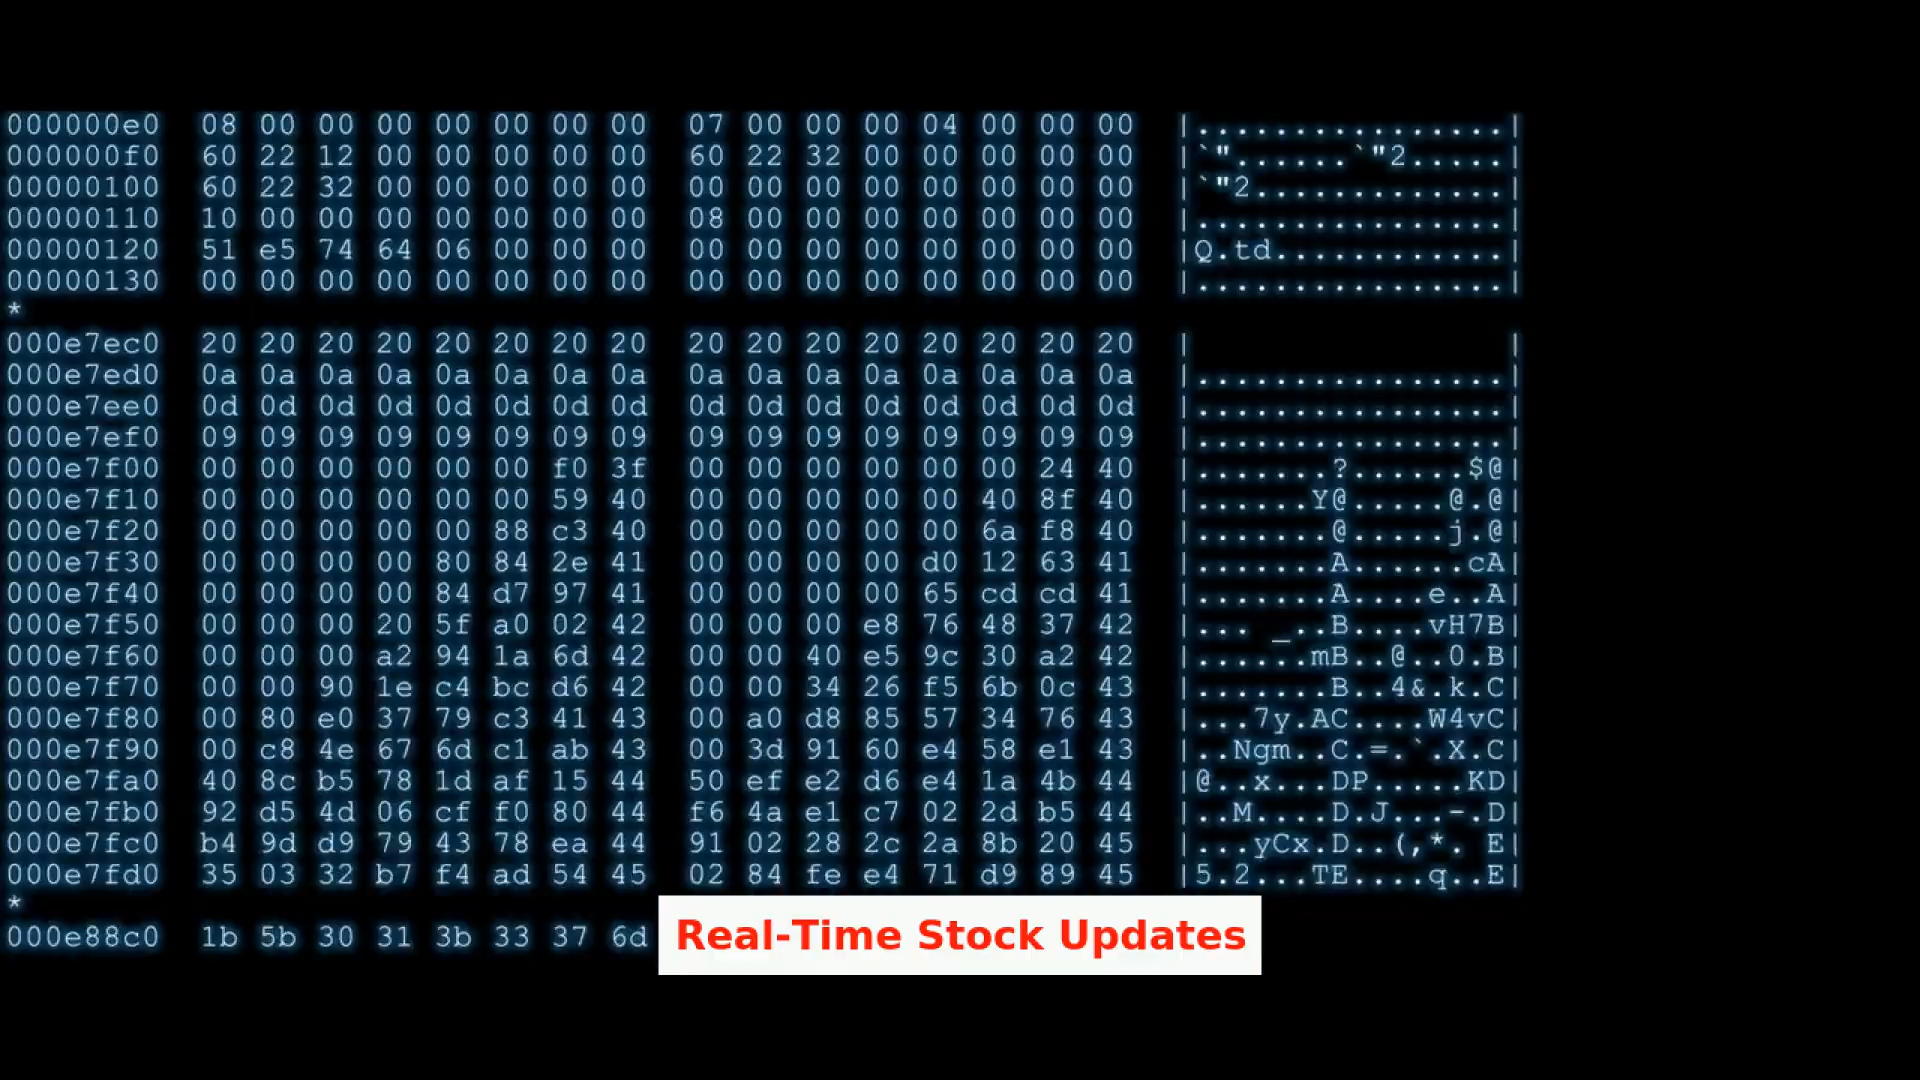 000000e0  08 00 00 00 00 00 00 00  07 00 00 00 04 00 00 00  |................|
000000f0  60 22 12 00 00 00 00 00  60 22 32 00 00 00 00 00  |`"......`"2.....|
00000100  60 22 32 00 00 00 00 00  00 00 00 00 00 00 00 00  |`"2.............|
00000110  10 00 00 00 00 00 00 00  08 00 00 00 00 00 00 00  |................|
00000120  51 e5 74 64 06 00 00 00  00 00 00 00 00 00 00 00  |Q.td............|
00000130  00 00 00 00 00 00 00 00  00 00 00 00 00 00 00 00  |................|
*
000e7ec0  20 20 20 20 20 20 20 20  20 20 20 20 20 20 20 20  |                |
000e7ed0  0a 0a 0a 0a 0a 0a 0a 0a  0a 0a 0a 0a 0a 0a 0a 0a  |................|
000e7ee0  0d 0d 0d 0d 0d 0d 0d 0d  0d 0d 0d 0d 0d 0d 0d 0d  |................|
000e7ef0  09 09 09 09 09 09 09 09  09 09 09 09 09 09 09 09  |................|
000e7f00  00 00 00 00 00 00 f0 3f  00 00 00 00 00 00 24 40  |.......?......$@|
000e7f10  00 00 00 00 00 00 59 40  00 00 00 00 00 40 8f 40  |......Y@.....@.@|
000e7f20  00 00 00 00 00 88 c3 40  00 00 00 00 00 6a f8 40  |.......@.....j.@|
000e7f30  00 00 00 00 80 84 2e 41  00 00 00 00 d0 12 63 41  |.......A......cA|
000e7f40  00 00 00 00 84 d7 97 41  00 00 00 00 65 cd cd 41  |.......A....e..A|
000e7f50  00 00 00 20 5f a0 02 42  00 00 00 e8 76 48 37 42  |... _..B....vH7B|
000e7f60  00 00 00 a2 94 1a 6d 42  00 00 40 e5 9c 30 a2 42  |......mB..@..0.B|
000e7f70  00 00 90 1e c4 bc d6 42  00 00 34 26 f5 6b 0c 43  |.......B..4&.k.C|
000e7f80  00 80 e0 37 79 c3 41 43  00 a0 d8 85 57 34 76 43  |...7y.AC....W4vC|
000e7f90  00 c8 4e 67 6d c1 ab 43  00 3d 91 60 e4 58 e1 43  |..Ngm..C.=.`.X.C|
000e7fa0  40 8c b5 78 1d af 15 44  50 ef e2 d6 e4 1a 4b 44  |@..x...DP.....KD|
000e7fb0  92 d5 4d 06 cf f0 80 44  f6 4a e1 c7 02 2d b5 44  |..M....D.J...-.D|
000e7fc0  b4 9d d9 79 43 78 ea 44  91 02 28 2c 2a 8b 20 45  |...yCx.D..(,*. E|
000e7fd0  35 03 32 b7 f4 ad 54 45  02 84 fe e4 71 d9 89 45  |5.2...TE....q..E|
*
000e88c0  1b 5b 30 31 3b 33 37 6d
Real-Time Stock Updates